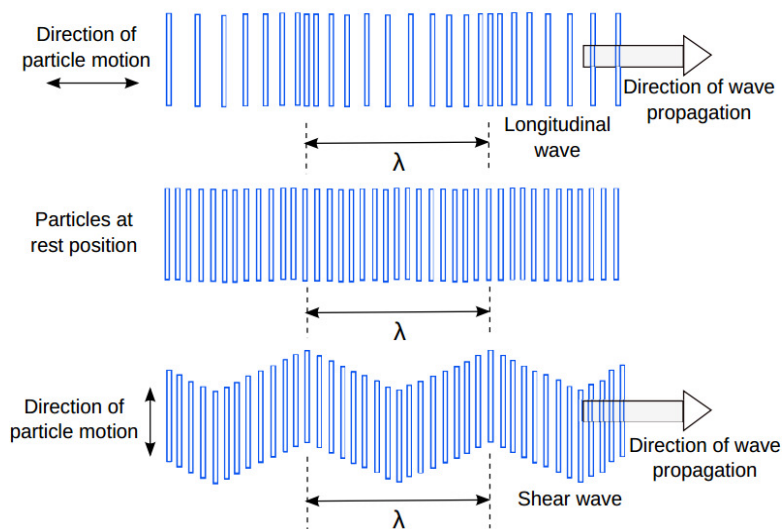 Direction of
particle motion
Direction of wave
propagation
Longitudinal
wave
λ
Particles at
rest position
λ
Direction of
particle motion
Direction of wave
propagation
Shear wave
λ